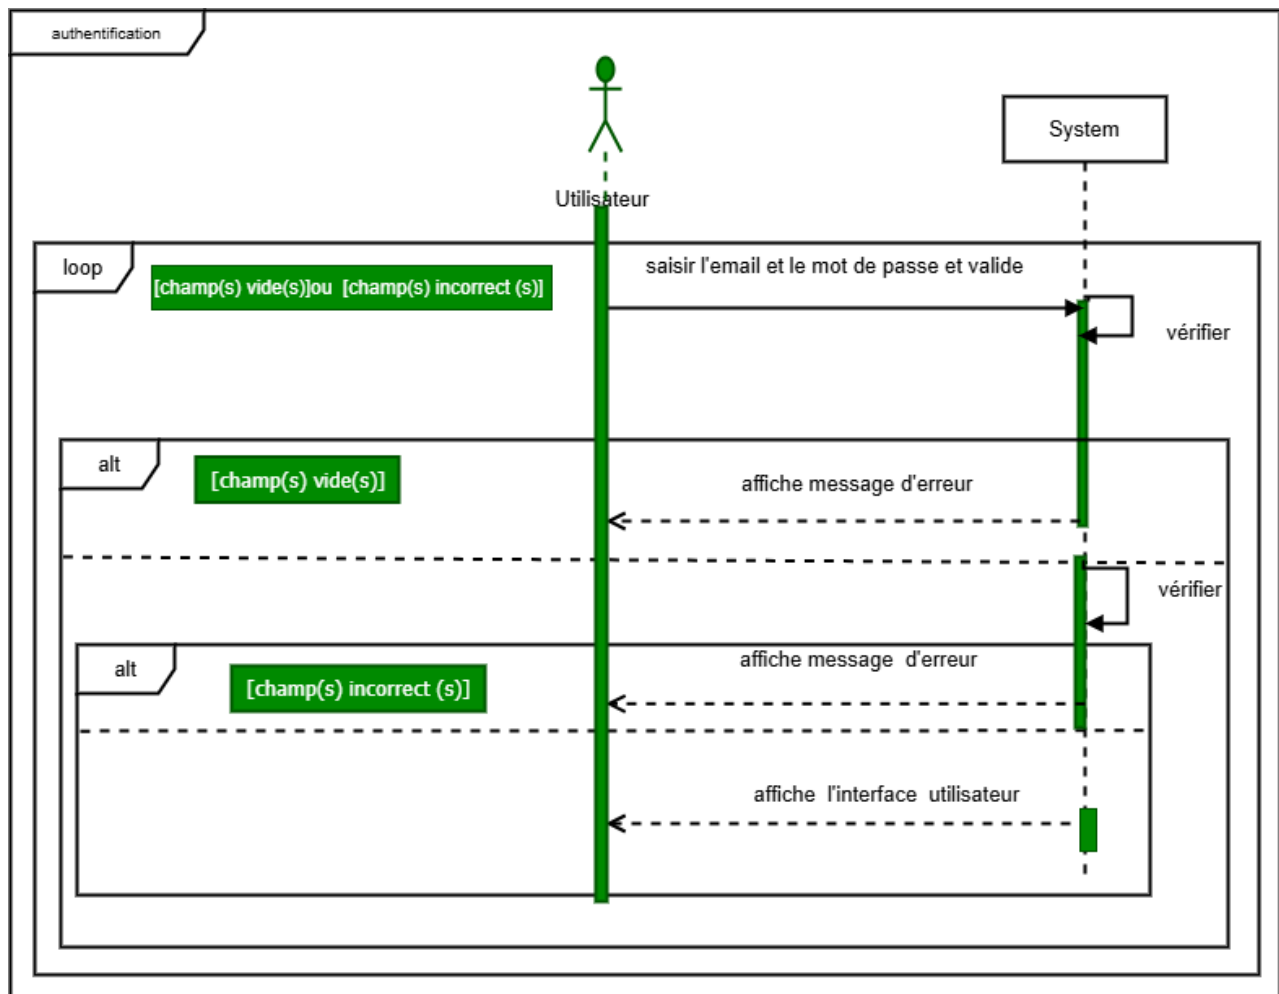 authentification
System
Utilisateur
loop
[champ(s) vide(s)]ou [champ(s) incorrect (s)]
saisir l'email et le mot de passe et valide
vérifier
alt
[champ(s) vide(s)]
affiche message d'erreur
vérifier
alt
[champ(s) incorrect (s)]
affiche message d'erreur
affiche l'interface utilisateur